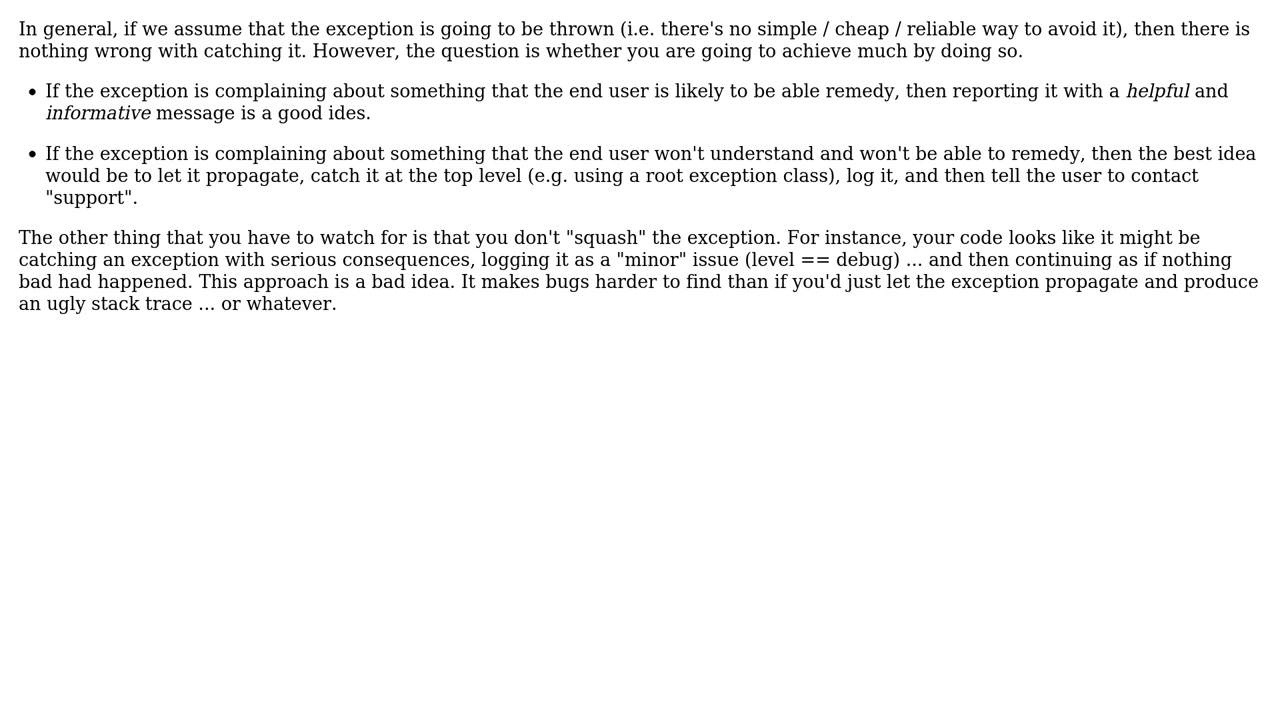 In general, if we assume that the exception is going to be thrown (i.e. there's no simple / cheap / reliable way to avoid it), then there is
nothing wrong with catching it. However, the question is whether you are going to achieve much by doing so.
• If the exception is complaining about something that the end user is likely to be able remedy, then reporting it with a helpful and
informative message is a good ides.
• If the exception is complaining about something that the end user won't understand and won't be able to remedy, then the best idea
would be to let it propagate, catch it at the top level (e.g. using a root exception class), log it, and then tell the user to contact
"support".
The other thing that you have to watch for is that you don't "squash" the exception. For instance, your code looks like it might be
catching an exception with serious consequences, logging it as a "minor" issue (level == debug) ... and then continuing as if nothing
bad had happened. This approach is a bad idea. It makes bugs harder to find than if you'd just let the exception propagate and produce
an ugly stack trace ... or whatever.